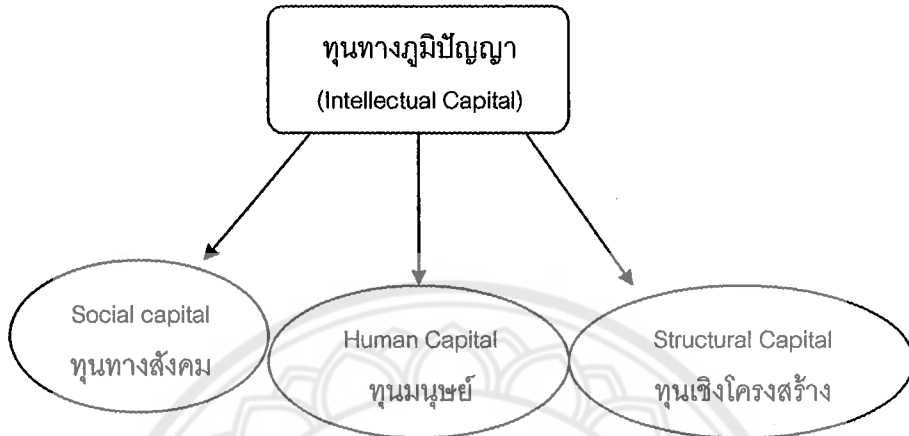 ทุนทางภูมิปัญญา
(Intellectual Capital)
Social capital
ทุนทางสังคม
Human Capital
ทุนมนุษย์
Structural Capital
ทุนเชิงโครงสร้าง